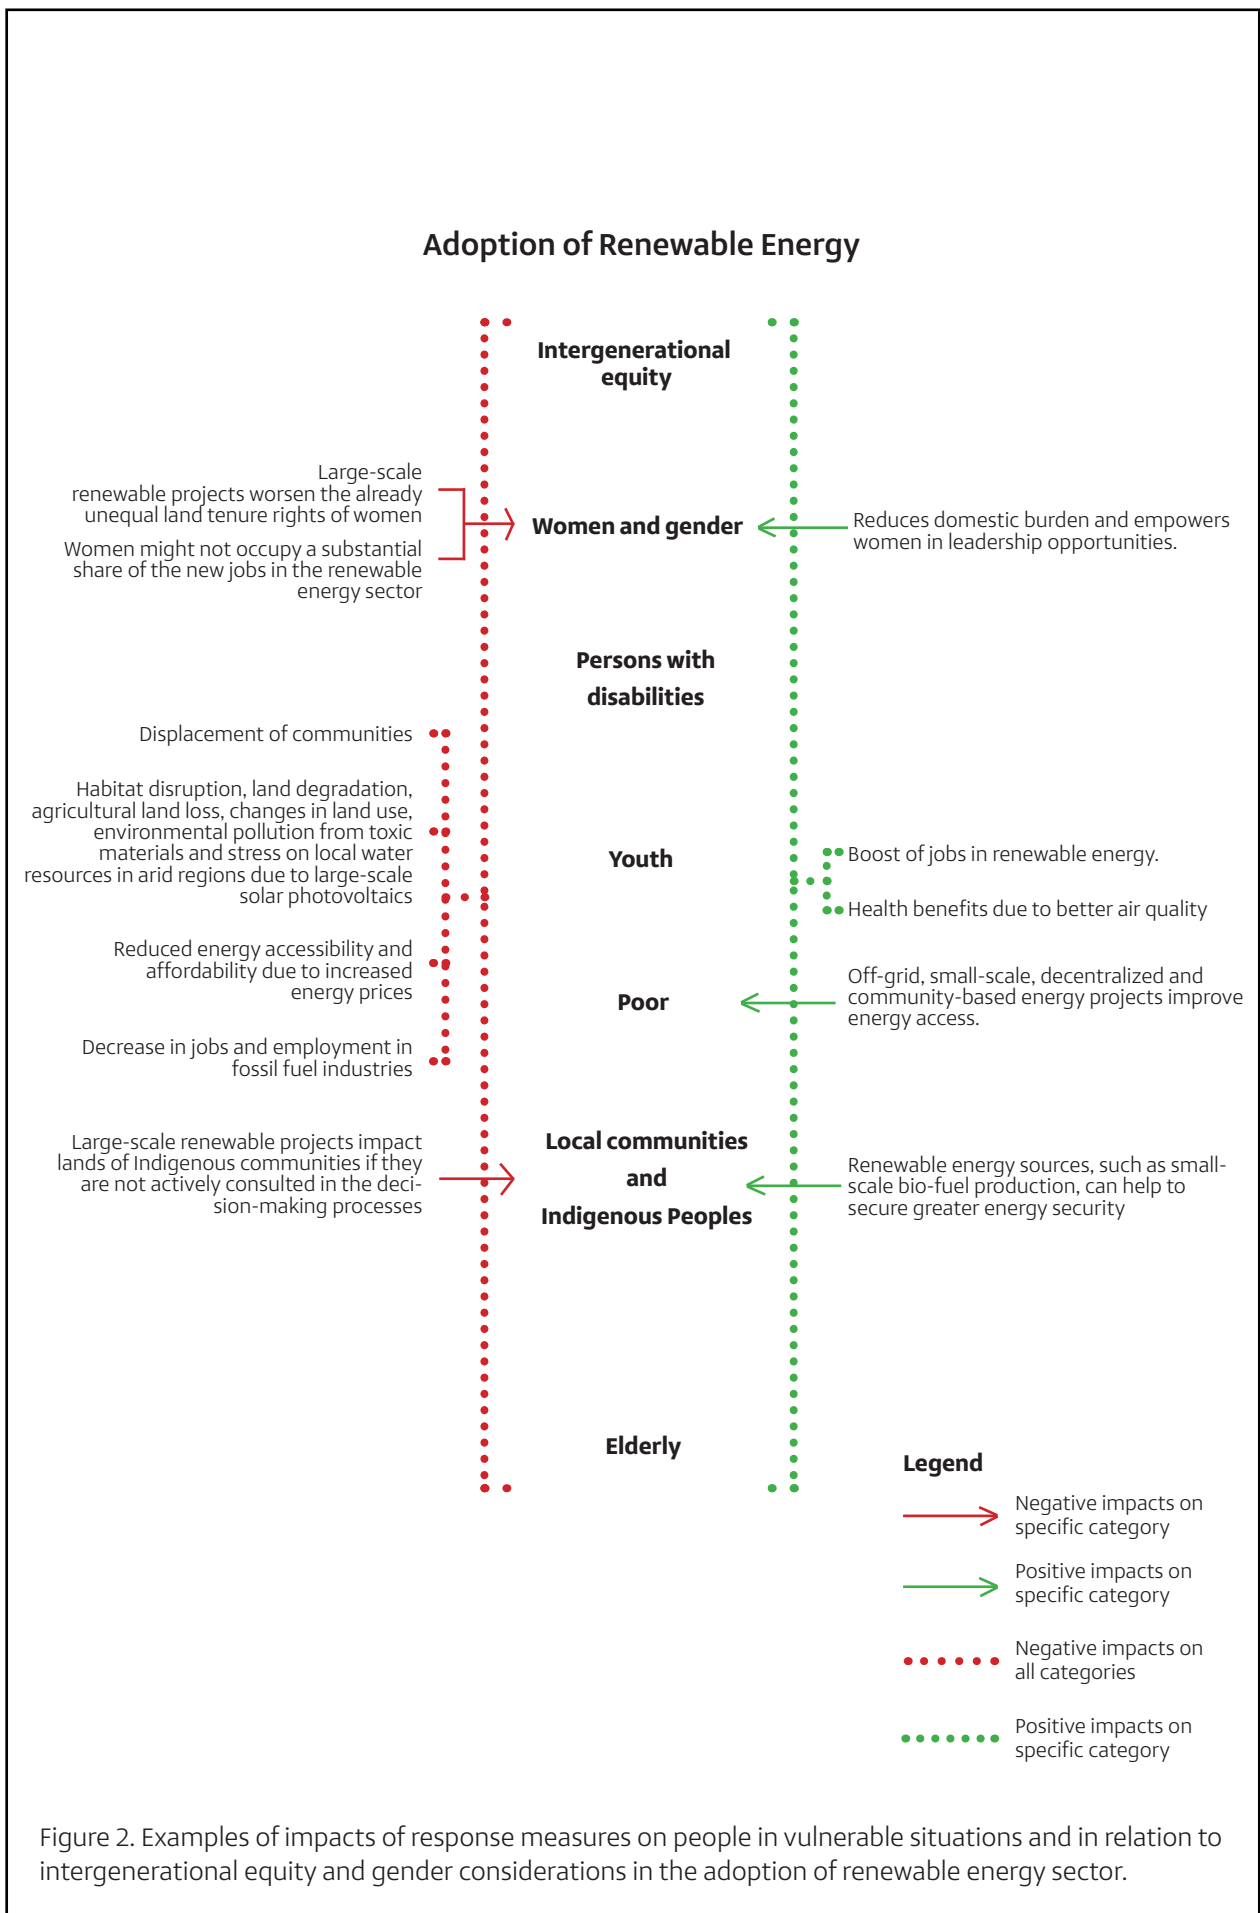 Adoption of Renewable Energy
Intergenerational
equity
Large-scale
renewable projects worsen the already
unequal land tenure rights of women
Women might not occupy a substantial
share of the new jobs in the renewable
energy sector
Women and gender
Reduces domestic burden and empowers
women in leadership opportunities.
Persons with
disabilities
Displacement of communities
Habitat disruption, land degradation,
agricultural land loss, changes in land use,
environmental pollution from toxic
materials and stress on local water
resources in arid regions due to large-scale
solar photovoltaics
Reduced energy accessibility and
affordability due to increased
energy prices
Decrease in jobs and employment in
fossil fuel industries
Youth
Boost of jobs in renewable energy.
Health benefits due to better air quality
Poor
Off-grid, small-scale, decentralized and
community-based energy projects improve
energy access.
Large-scale renewable projects impact
lands of Indigenous communities if they
are not actively consulted in the deci-
sion-making processes
Local communities
and
Indigenous Peoples
Renewable energy sources, such as small-
scale bio-fuel production, can help to
secure greater energy security
Elderly
Legend
Negative impacts on
specific category
Positive impacts on
specific category
Negative impacts on
all categories
Positive impacts on
specific category
Figure 2. Examples of impacts of response measures on people in vulnerable situations and in relation to
intergenerational equity and gender considerations in the adoption of renewable energy sector.